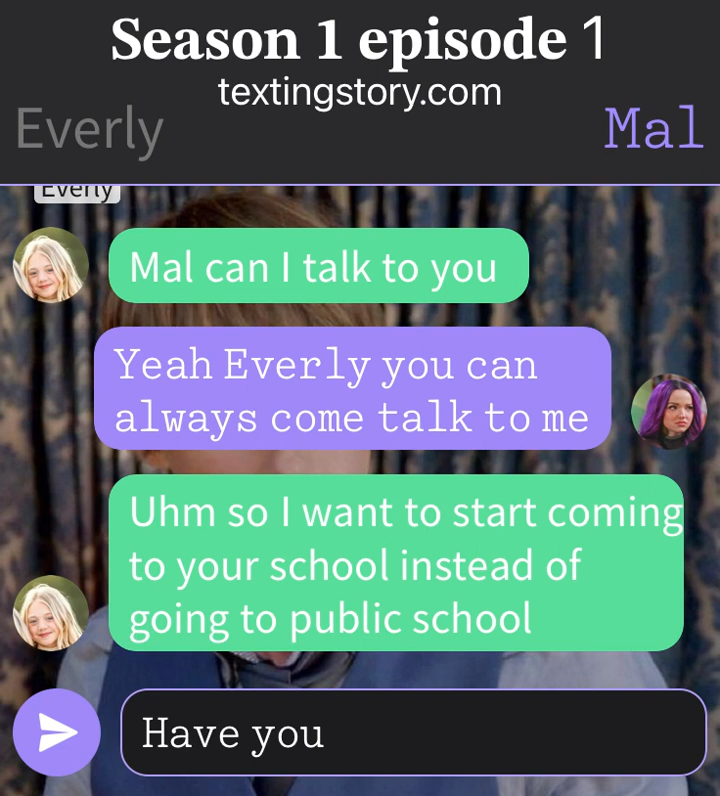 Season 1 episode 1
textingstory.com
Everly
Mal
Everly
Mal can I talk to you
Yeah Everly you can
always come talk to me
Uhm so I want to start coming
to your school instead of
going to public school
Have you